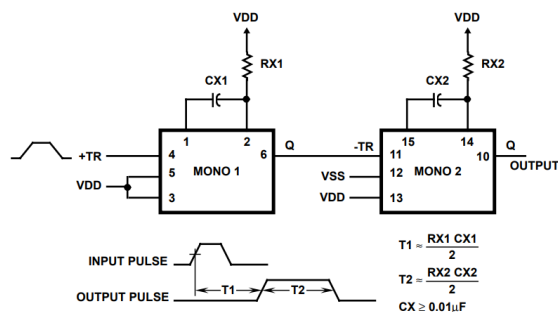 VDD
VDD
RX1
RX2
CX1
CX2
1
2
15
14
+TR
4
6
Q
-TR
11
10
Q
OUTPUT
MONO 1
MONO 2
VDD
5
3
VSS
12
VDD
13
INPUT PULSE
OUTPUT PULSE
T1
T2
T1 ≈ RX1 CX1
2
T2 ≈ RX2 CX2
2
CX ≥ 0.01μF